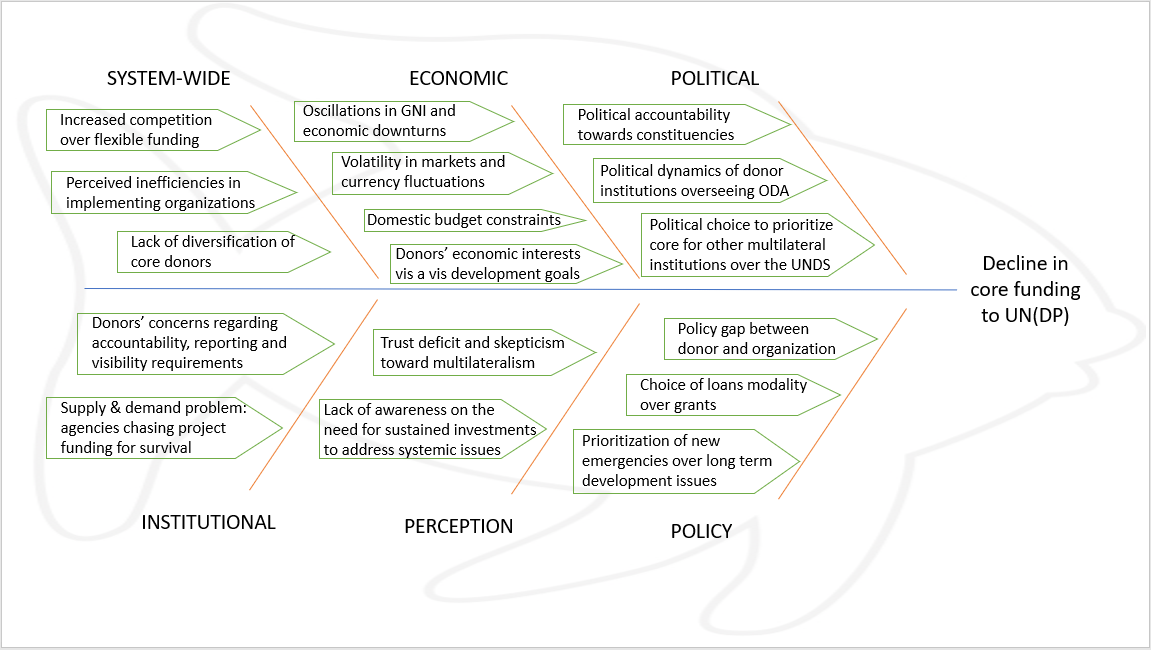 SYSTEM-WIDE
Increased competition
over flexible funding
Perceived inefficiencies in
implementing organizations
Lack of diversification of
core donors
ECONOMIC
Oscillations in GNI and
economic downturns
Volatility in markets and
currency fluctuations
Domestic budget constraints
Donors’ economic interests
vis a vis development goals
POLITICAL
Political accountability
towards constituencies
Political dynamics of donor
institutions overseeing ODA
Political choice to prioritize
core for other multilateral
institutions over the UNDS
Decline in
core funding
to UN(DP)
Donors’ concerns regarding
accountability, reporting and
visibility requirements
Supply & demand problem:
agencies chasing project
funding for survival
INSTITUTIONAL
Trust deficit and skepticism
toward multilateralism
Lack of awareness on the
need for sustained investments
to address systemic issues
PERCEPTION
Policy gap between
donor and organization
Choice of loans modality
over grants
Prioritization of new
emergencies over long term
development issues
POLICY